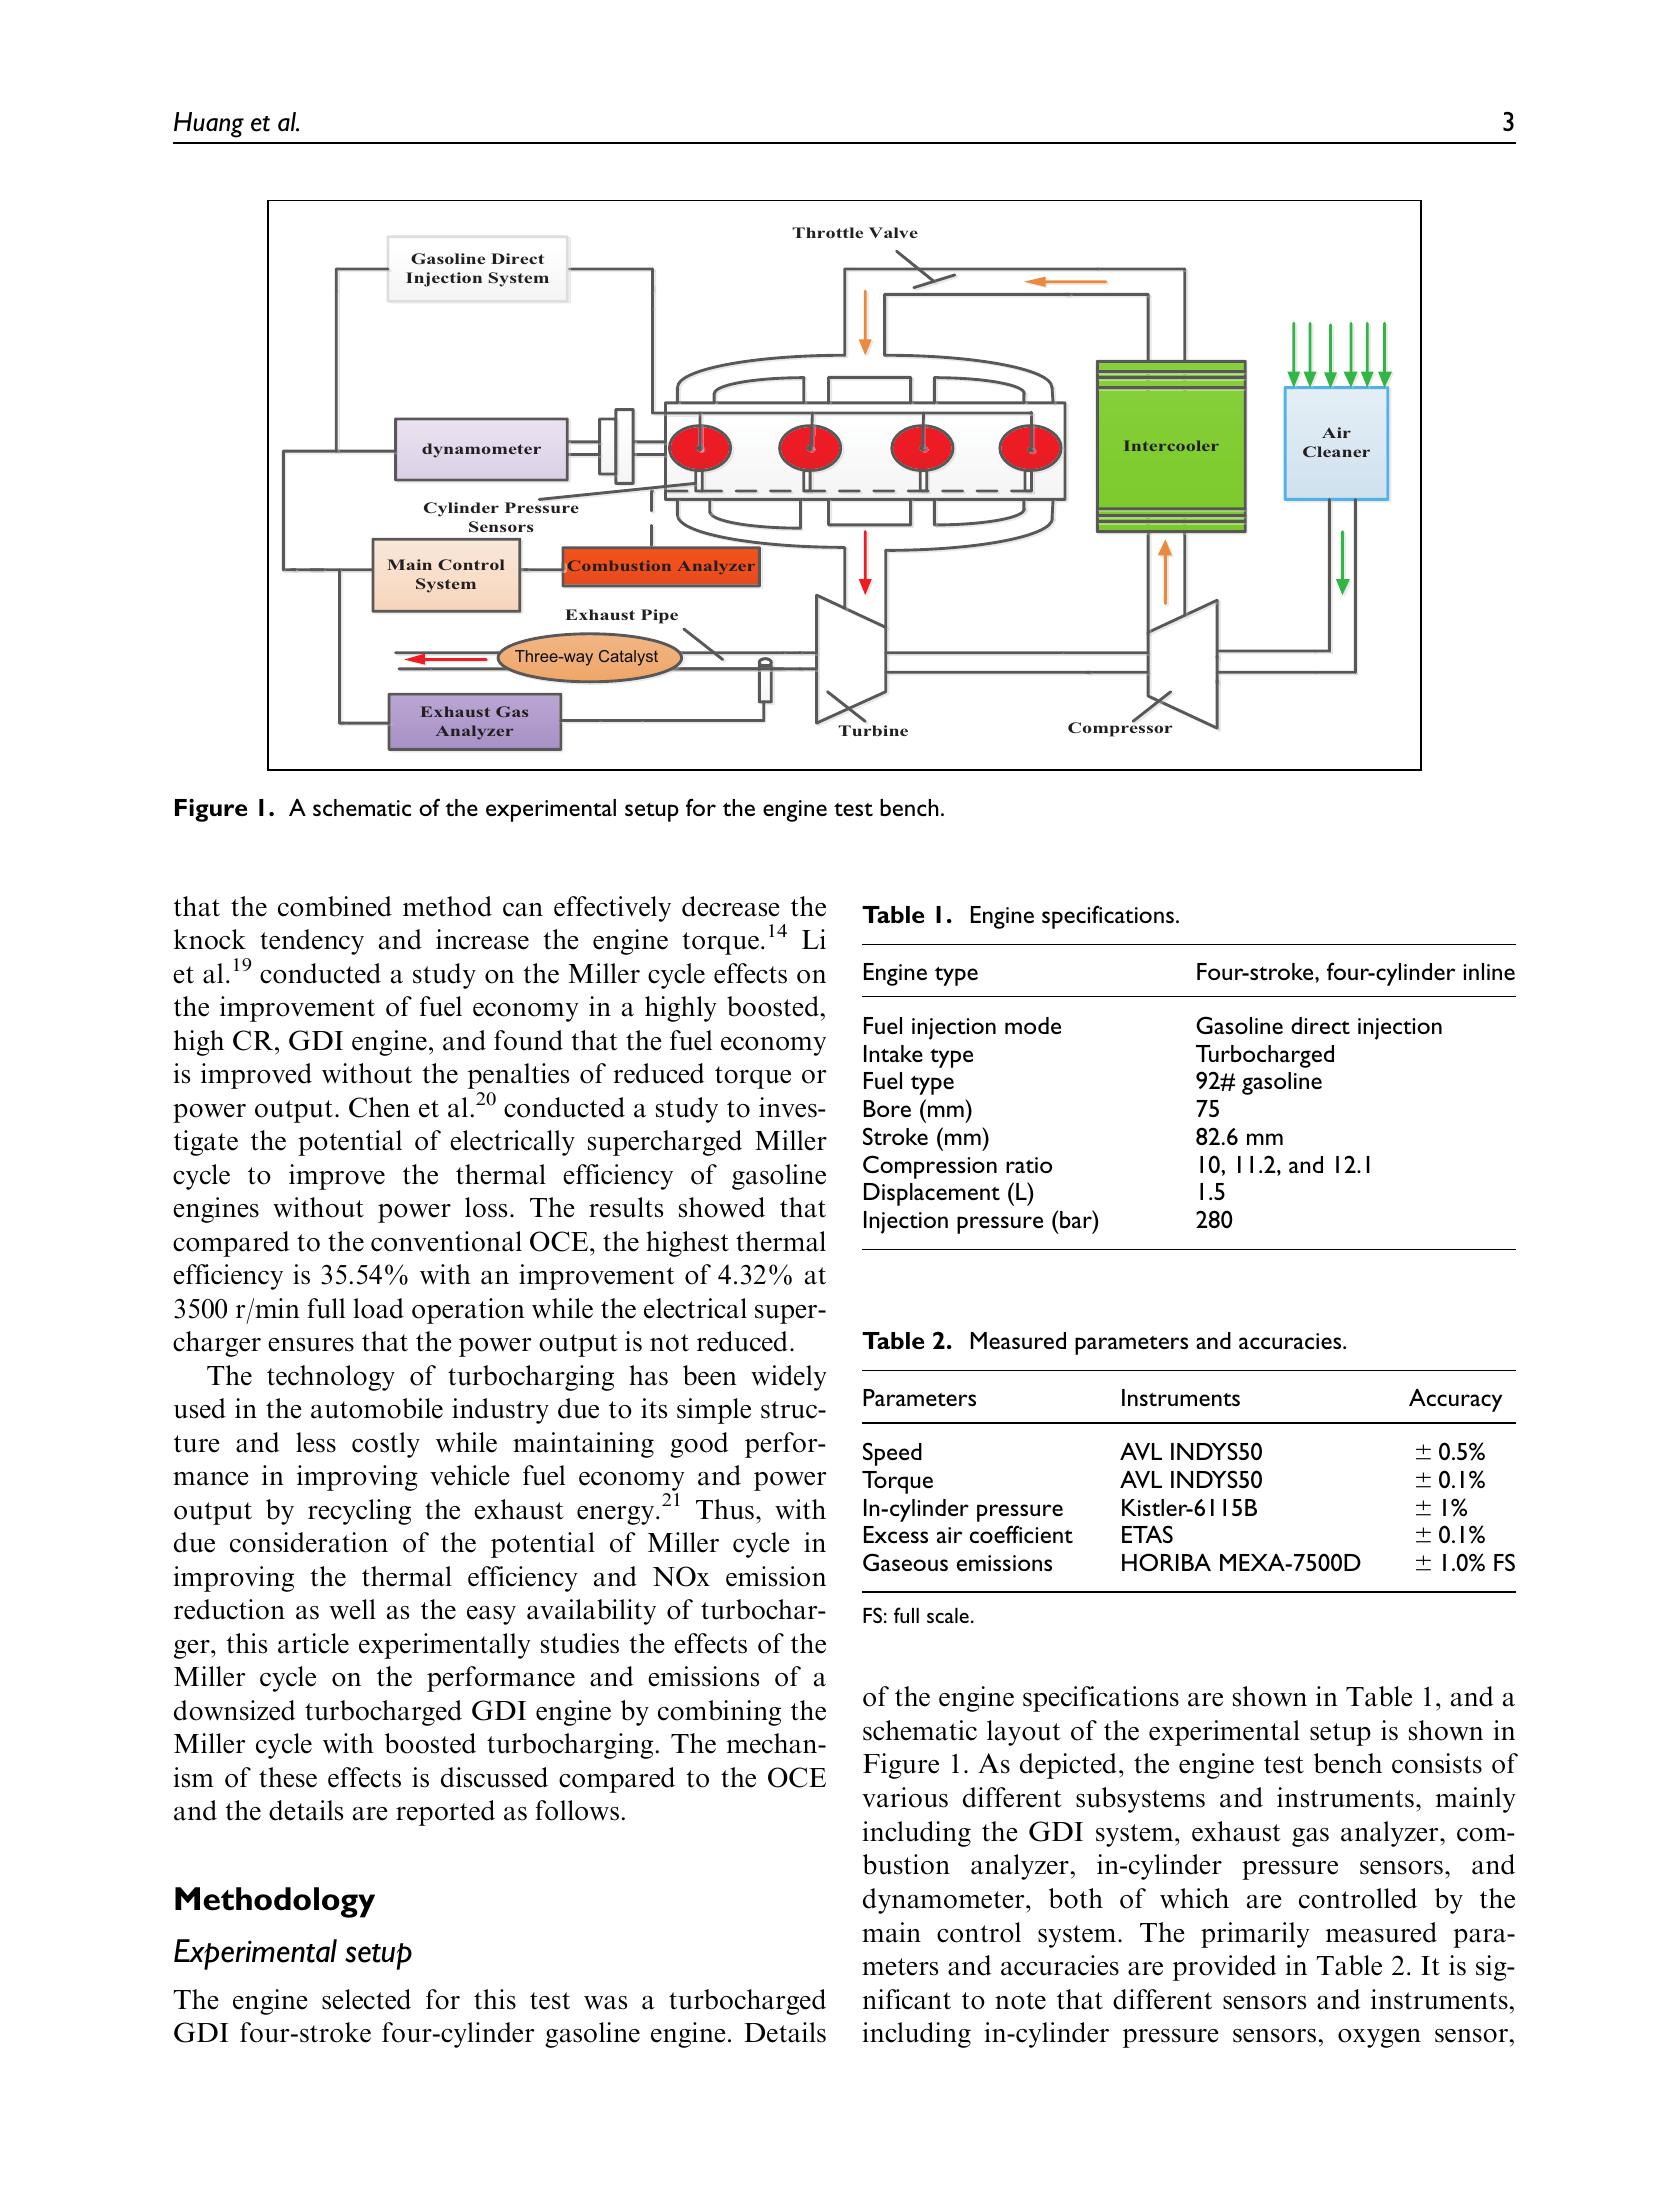 Huang et al.
3
Throttle Valve
Gasoline Direct
Injection System
Air
Cleaner
Intercooler
dynamometer
Cylinder Pressure
Sensors
Main Control
System
Combustion Analyzer
Exhaust Pipe
Three-way Catalyst
Exhaust Gas
Analyzer
Turbine
Compressor
Figure 1. A schematic of the experimental setup for the engine test bench.
that the combined method can effectively decrease the
knock tendency and increase the engine torque.14 Li
et al.19 conducted a study on the Miller cycle effects on
the improvement of fuel economy in a highly boosted,
high CR, GDI engine, and found that the fuel economy
is improved without the penalties of reduced torque or
power output. Chen et al.20 conducted a study to inves-
tigate the potential of electrically supercharged Miller
cycle to improve the thermal efficiency of gasoline
engines without power loss. The results showed that
compared to the conventional OCE, the highest thermal
efficiency is 35.54% with an improvement of 4.32% at
3500 r/min full load operation while the electrical super-
charger ensures that the power output is not reduced.
The technology of turbocharging has been widely
used in the automobile industry due to its simple struc-
ture and less costly while maintaining good perfor-
mance in improving vehicle fuel economy and power
output by recycling the exhaust energy.21 Thus, with
due consideration of the potential of Miller cycle in
improving the thermal efficiency and NOx emission
reduction as well as the easy availability of turbochar-
ger, this article experimentally studies the effects of the
Miller cycle on the performance and emissions of a
downsized turbocharged GDI engine by combining the
Miller cycle with boosted turbocharging. The mechan-
ism of these effects is discussed compared to the OCE
and the details are reported as follows.
Methodology
Experimental setup
The engine selected for this test was a turbocharged
GDI four-stroke four-cylinder gasoline engine. Details
Table 1. Engine specifications.
Engine type Four-stroke, four-cylinder inline
Fuel injection mode Gasoline direct injection
Intake type Turbocharged
Fuel type 92# gasoline
Bore (mm) 75
Stroke (mm) 82.6 mm
Compression ratio 10, 11.2, and 12.1
Displacement (L) 1.5
Injection pressure (bar) 280
Table 2. Measured parameters and accuracies.
Parameters Instruments Accuracy
Speed AVL INDYS50 ± 0.5%
Torque AVL INDYS50 ± 0.1%
In-cylinder pressure Kistler-6115B ± 1%
Excess air coefficient ETAS ± 0.1%
Gaseous emissions HORIBA MEXA-7500D ± 1.0% FS
FS: full scale.
of the engine specifications are shown in Table 1, and a
schematic layout of the experimental setup is shown in
Figure 1. As depicted, the engine test bench consists of
various different subsystems and instruments, mainly
including the GDI system, exhaust gas analyzer, com-
bustion analyzer, in-cylinder pressure sensors, and
dynamometer, both of which are controlled by the
main control system. The primarily measured para-
meters and accuracies are provided in Table 2. It is sig-
nificant to note that different sensors and instruments,
including in-cylinder pressure sensors, oxygen sensor,